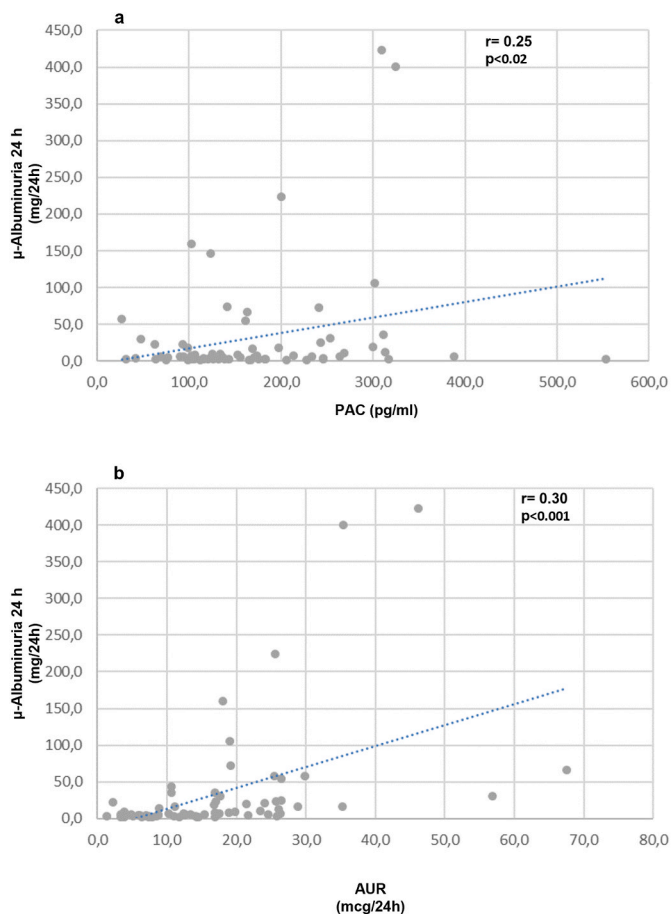 a
r= 0.25
p<0.02
µ-Albuminuria 24 h
(mg/24h)
450,0
400,0
350,0
300,0
250,0
200,0
150,0
100,0
50,0
0,0
0,0 100,0 200,0 300,0 400,0 500,0 600,0
PAC (pg/ml)
b
r= 0.30
p<0.001
µ-Albuminuria 24 h
(mg/24h)
450,0
400,0
350,0
300,0
250,0
200,0
150,0
100,0
50,0
0,0
0,0 10,0 20,0 30,0 40,0 50,0 60,0 70,0 80,0
AUR
(mcg/24h)